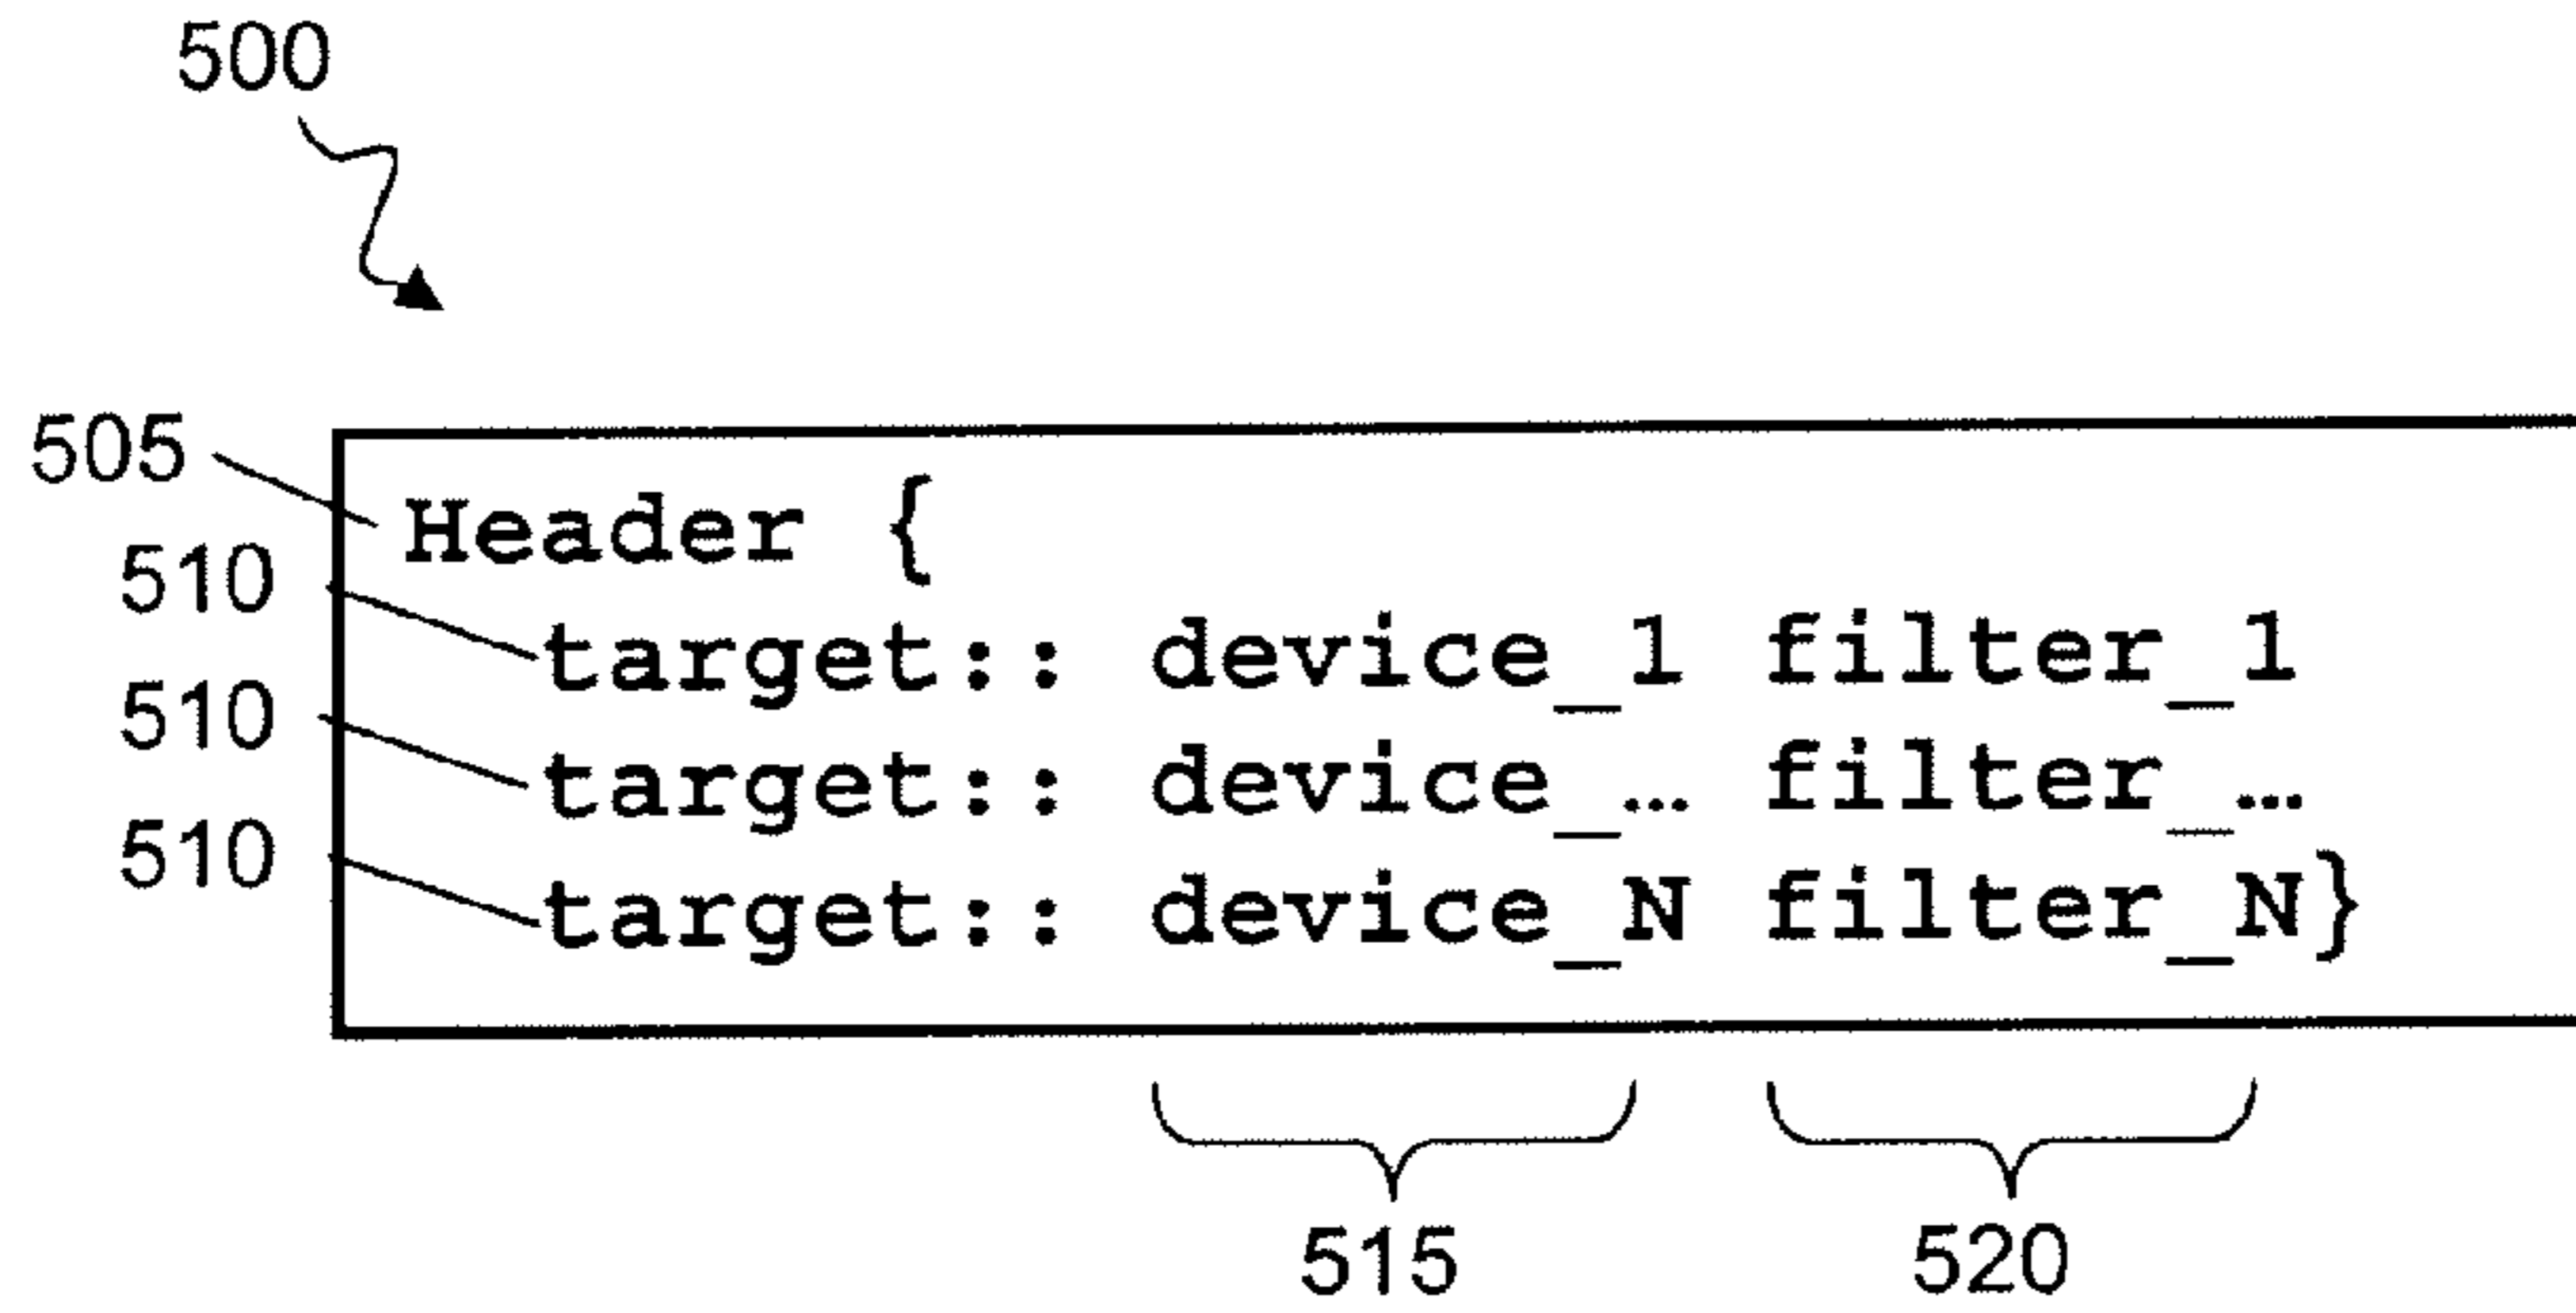 500
505
Header {
510
target:: device_1 filter_1
510
target:: device_… filter_…
510
target:: device_N filter_N}
515 520